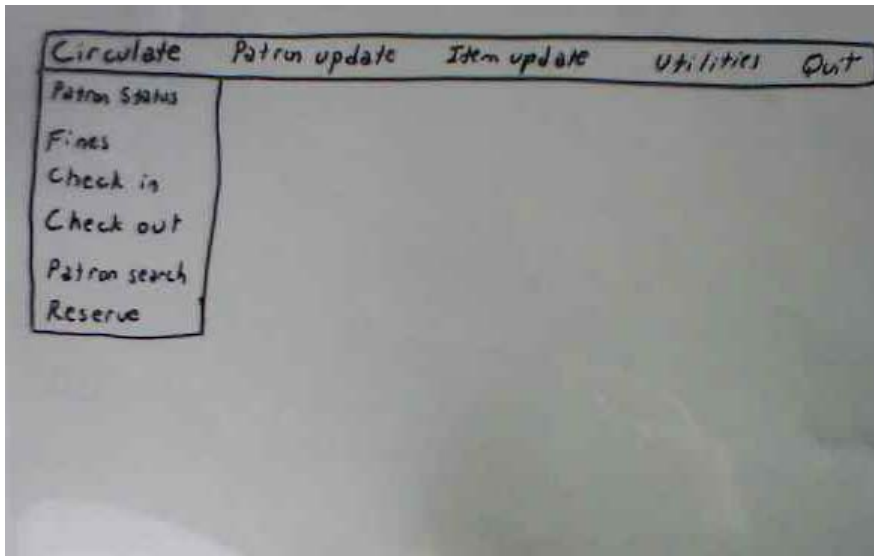 Circulate Patron update Item update Utilities Quit
Patron Status
Fines
Check in
Check out
Patron search
Reserve